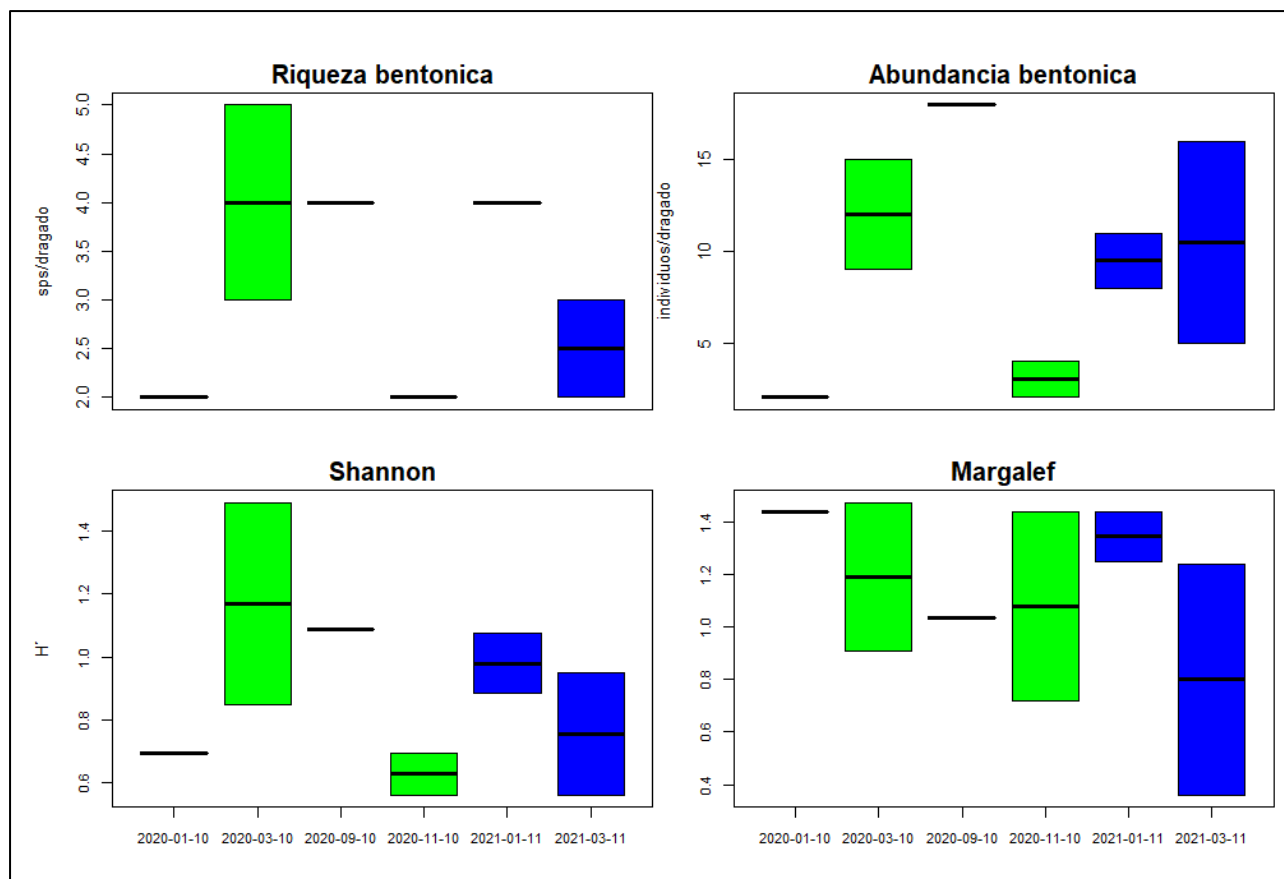 Riqueza bentonica
sps/dragado
5.0
4.5
4.0
3.5
3.0
2.5
2.0
Abundancia bentonica
individuos/dragado
15
10
5
Shannon
H´
1.4
1.2
1.0
0.8
0.6
2020-01-10 2020-03-10 2020-09-10 2020-11-10 2021-01-11 2021-03-11
Margalef
1.4
1.2
1.0
0.8
0.6
0.4
2020-01-10 2020-03-10 2020-09-10 2020-11-10 2021-01-11 2021-03-11